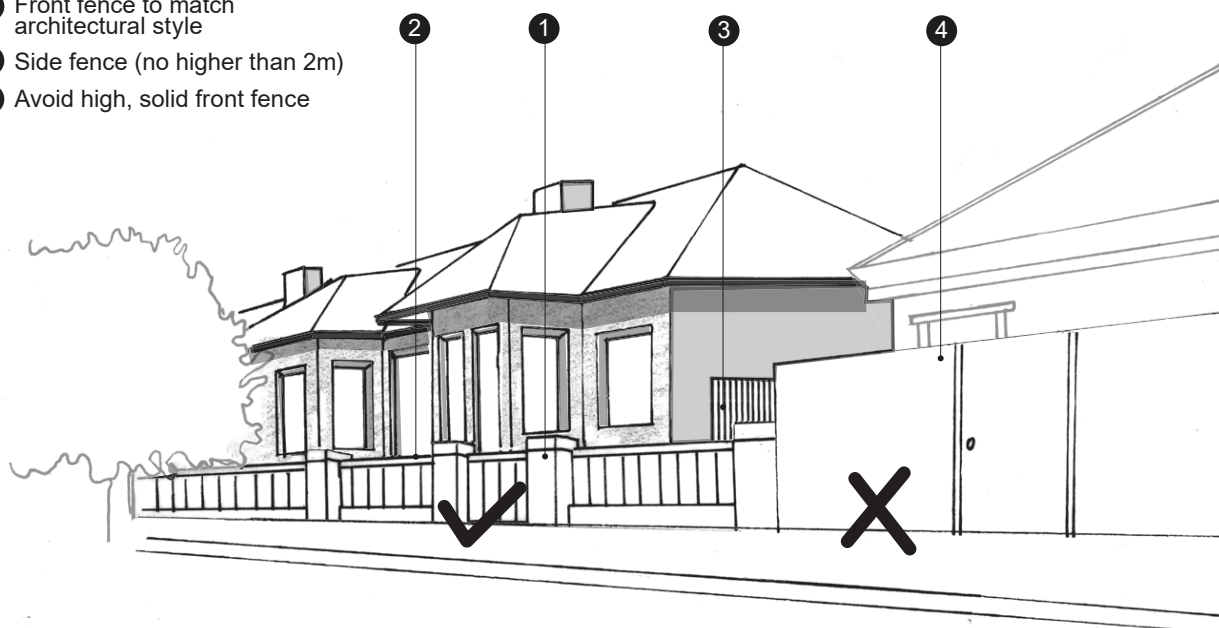 Front fence to match
architectural style
Side fence (no higher than 2m)
Avoid high, solid front fence
2 1 3 4